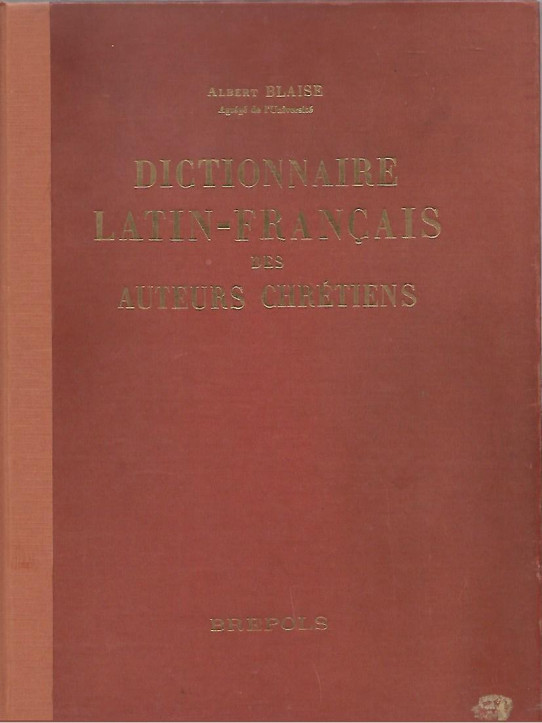 ALBERT BLAISE
Agrégé de l'Université
DICTIONNAIRE
LATIN-FRANÇAIS
DES
AUTEURS CHRÉTIENS
BREPOLS